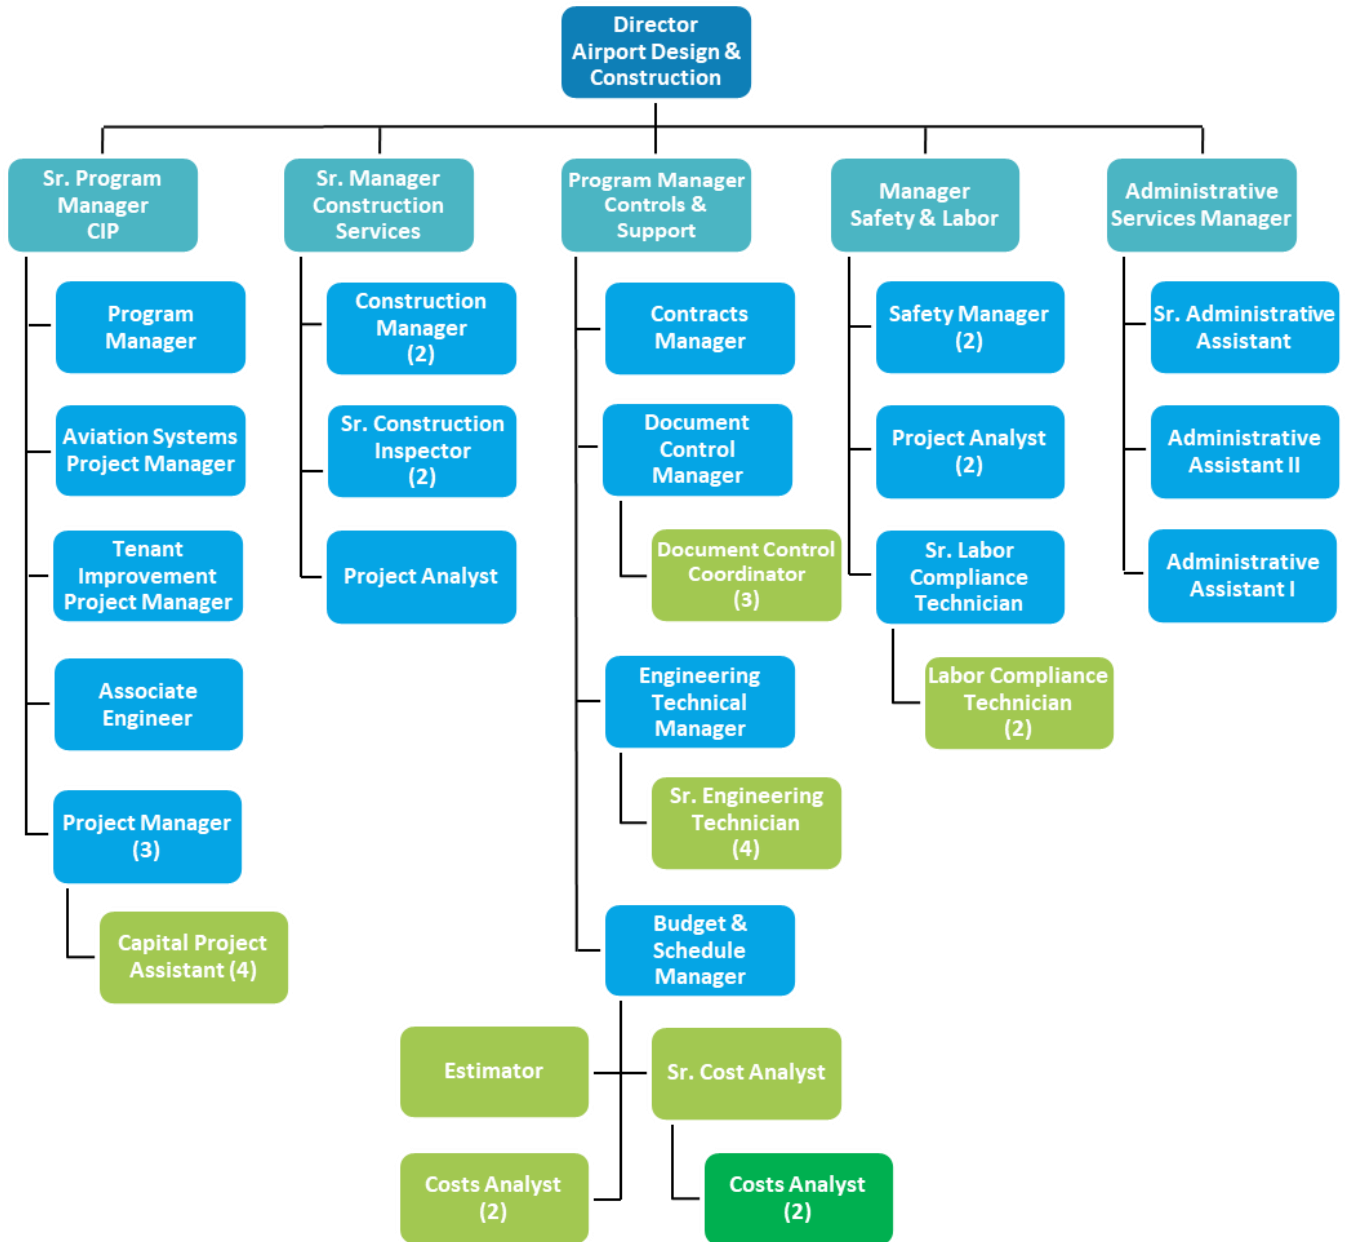 Director
Airport Design &
Construction
Sr. Program
Manager
CIP
Sr. Manager
Construction
Services
Program Manager
Controls &
Support
Manager
Safety & Labor
Administrative
Services Manager
Program
Manager
Aviation Systems
Project Manager
Tenant
Improvement
Project Manager
Associate
Engineer
Project Manager
(3)
Capital Project
Assistant (4)
Construction
Manager
(2)
Sr. Construction
Inspector
(2)
Project Analyst
Contracts
Manager
Document
Control
Manager
Document Control
Coordinator
(3)
Engineering
Technical
Manager
Sr. Engineering
Technician
(4)
Budget &
Schedule
Manager
Estimator
Sr. Cost Analyst
Costs Analyst
(2)
Costs Analyst
(2)
Safety Manager
(2)
Project Analyst
(2)
Sr. Labor
Compliance
Technician
Labor Compliance
Technician
(2)
Sr. Administrative
Assistant
Administrative
Assistant II
Administrative
Assistant I